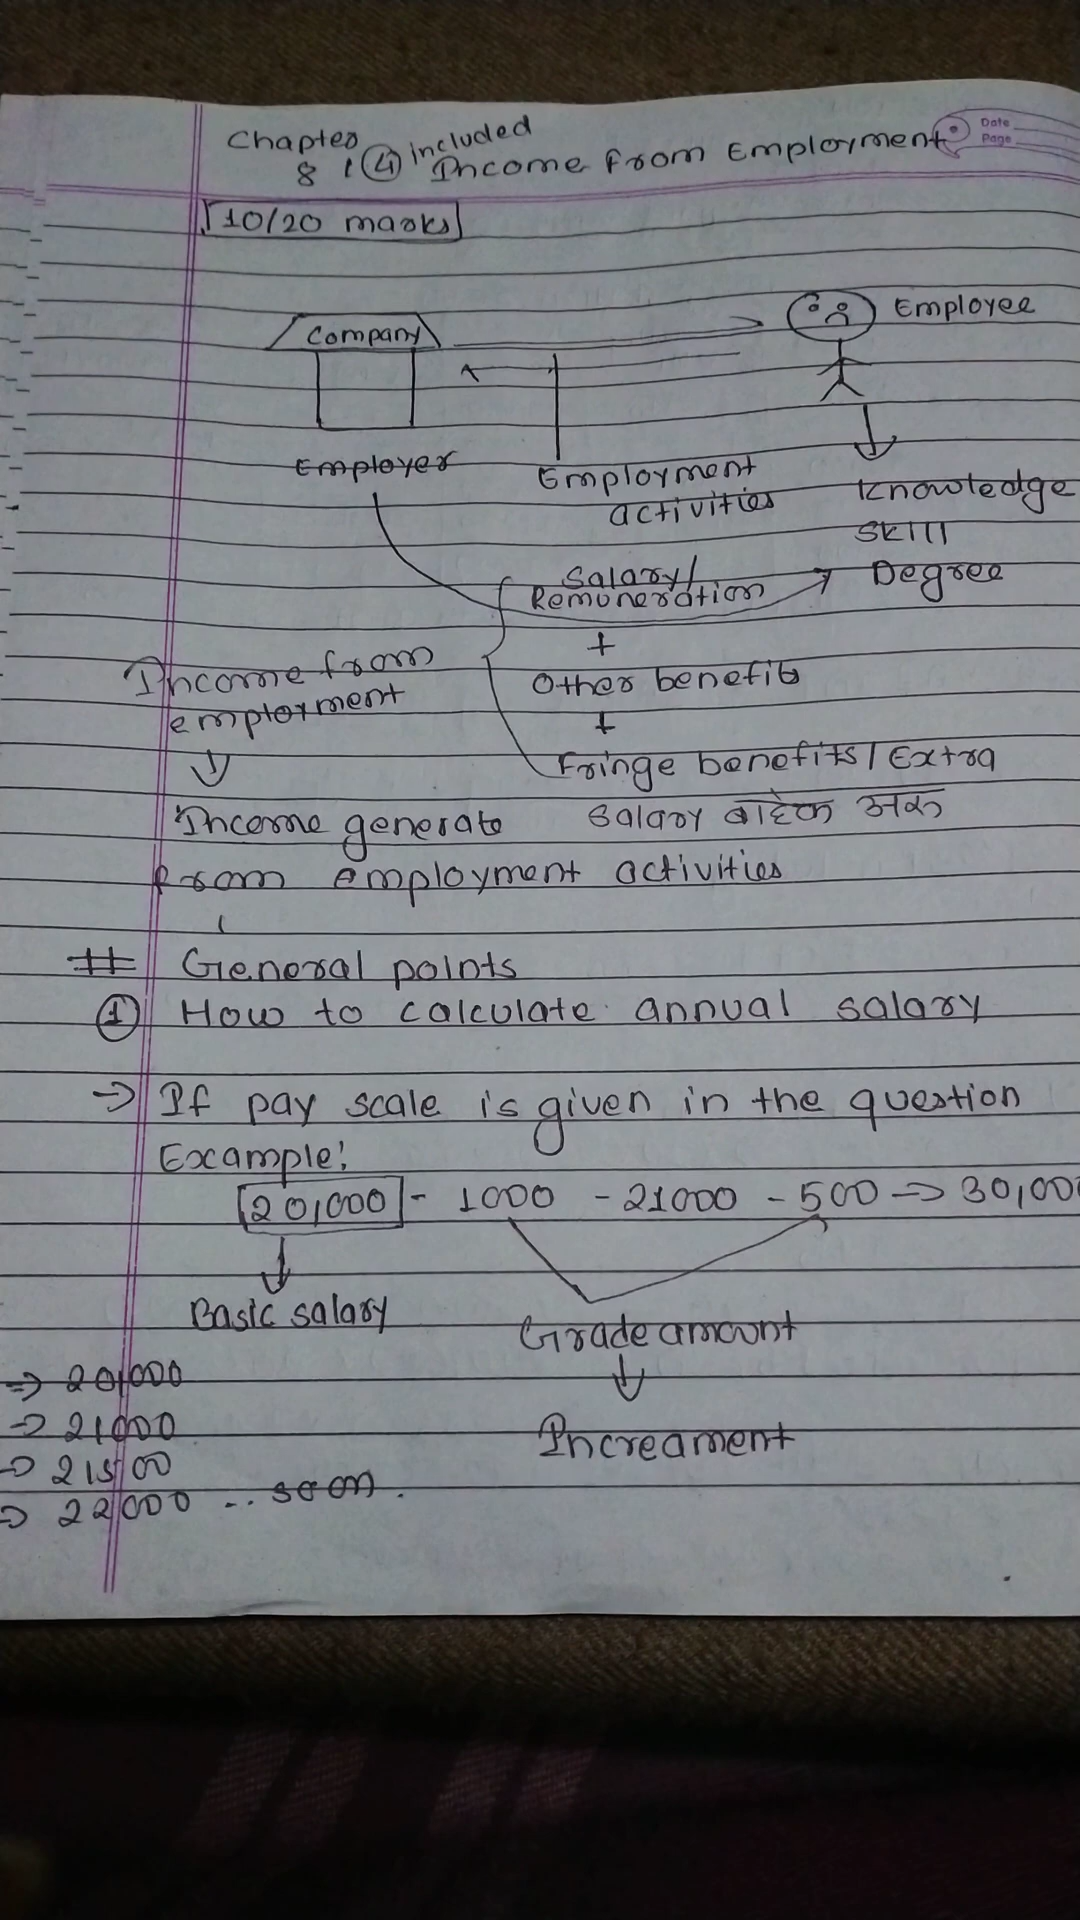 Chapter
8 (4) included
Income from Employment
Date
Page
10/20 marks
Company
Employee
Employer
Employment
activities
Knowledge
Skill
Degree
Salary/
Remuneration
+
Other benefits
+
Fringe benefits / Extra
Salary बाहेक अरू
Income from
employment
Income generate
from employment activities
# General points
① How to calculate annual salary
⇒ If pay scale is given in the question
Example:
20,000 - 1000 - 21000 - 500 ⇒ 30,000
Basic salary
Grade amount
Increament
⇒ 20,000
⇒ 21000
⇒ 21500
⇒ 22000 .. so on.